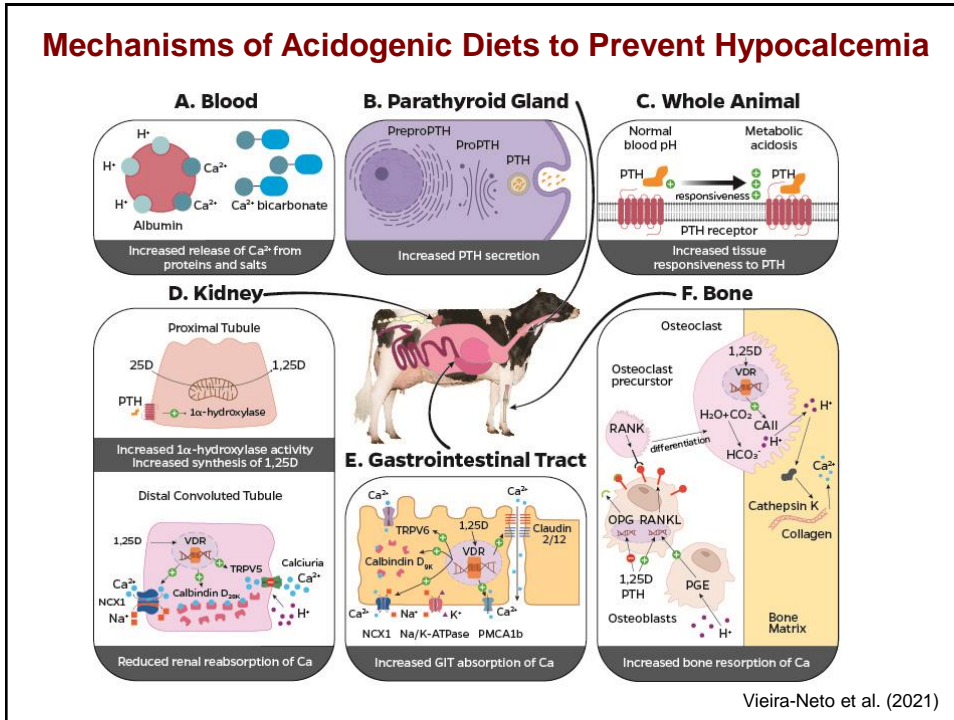 Mechanisms of Acidogenic Diets to Prevent Hypocalcemia
A. Blood
H⁺
H⁺
Ca²⁺
H⁺
Ca²⁺
Albumin
Ca²⁺ bicarbonate
Increased release of Ca²⁺ from
proteins and salts
B. Parathyroid Gland
PreproPTH
ProPTH
PTH
Increased PTH secretion
C. Whole Animal
Normal
blood pH
Metabolic
acidosis
PTH
PTH
responsiveness
PTH receptor
Increased tissue
responsiveness to PTH
D. Kidney
Proximal Tubule
25D
1,25D
PTH
1α-hydroxylase
Increased 1α-hydroxylase activity
Increased synthesis of 1,25D
Distal Convoluted Tubule
1,25D
VDR
TRPV5
Calciuria
Ca²⁺
Ca²⁺
NCX1
Calbindin D28K
Na⁺
H⁺
Reduced renal reabsorption of Ca
E. Gastrointestinal Tract
Ca²⁺
Ca²⁺
TRPV6
1,25D
Claudin
2/12
VDR
Calbindin D9K
Ca²⁺
Na⁺
K⁺
Ca²⁺
NCX1
Na/K-ATPase
PMCA1b
Increased GIT absorption of Ca
F. Bone
Osteoclast
1,25D
Osteoclast
precurstor
VDR
H2O+CO2
H⁺
RANK
CAII
differentiation
H⁺
HCO3⁻
Ca²⁺
Cathepsin K
OPG
RANKL
Collagen
1,25D
PTH
PGE
Osteoblasts
H⁺
Bone
Matrix
Increased bone resorption of Ca
Vieira-Neto et al. (2021)